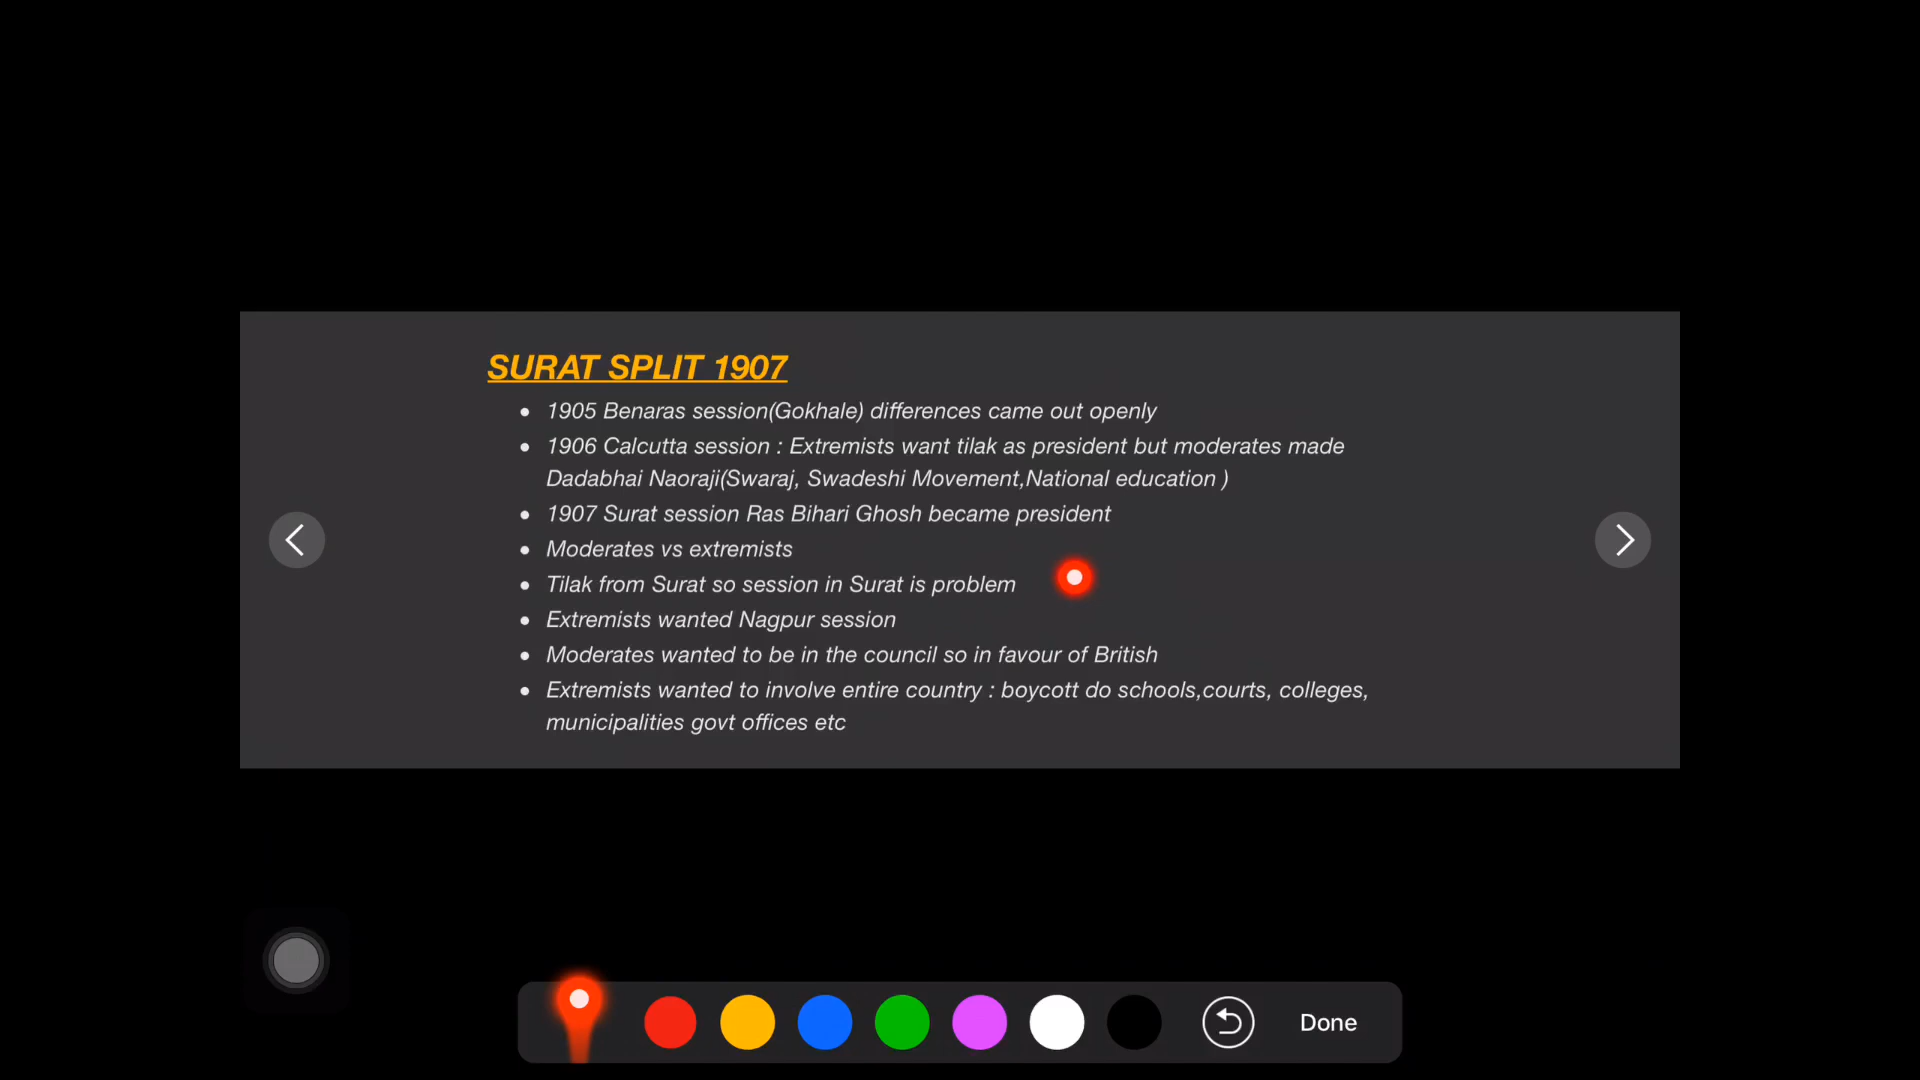 SURAT SPLIT 1907
• 1905 Benaras session(Gokhale) differences came out openly
• 1906 Calcutta session : Extremists want tilak as president but moderates made
Dadabhai Naoraji(Swaraj, Swadeshi Movement,National education )
• 1907 Surat session Ras Bihari Ghosh became president
• Moderates vs extremists
• Tilak from Surat so session in Surat is problem
• Extremists wanted Nagpur session
• Moderates wanted to be in the council so in favour of British
• Extremists wanted to involve entire country : boycott do schools,courts, colleges,
municipalities govt offices etc
Done